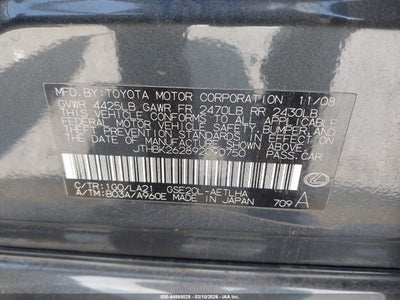 MFD. BY: TOYOTA MOTOR CORPORATION 11/08
GVWR 4425LB GAWR FR 2470LB RR 2430LB
THIS VEHICLE CONFORMS TO ALL APPLICABLE
FEDERAL MOTOR VEHICLE SAFETY, BUMPER, AND
THEFT PREVENTION STANDARDS IN EFFECT ON
THE DATE OF MANUFACTURE SHOWN ABOVE.
PASS. CAR
C/TR: 1G0/LA21 GSE20L-AETLHA
A/TM: B03A/A960E MADE IN JAPAN 709 A